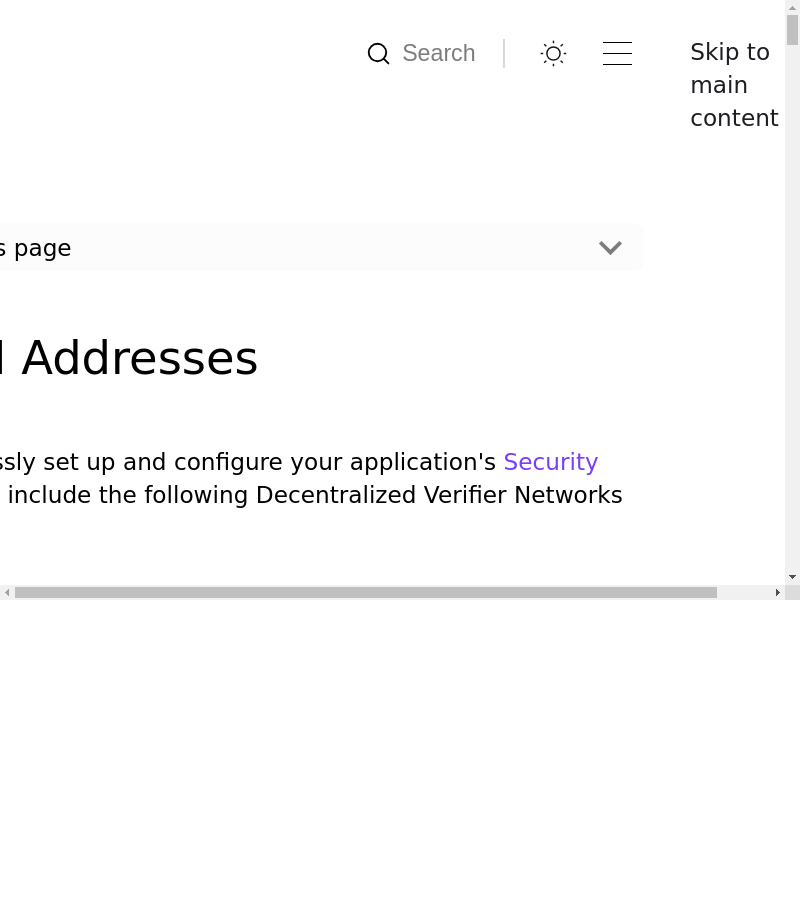 Search
Skip to
main
content
s page
Addresses
ssly set up and configure your application's Security
include the following Decentralized Verifier Networks